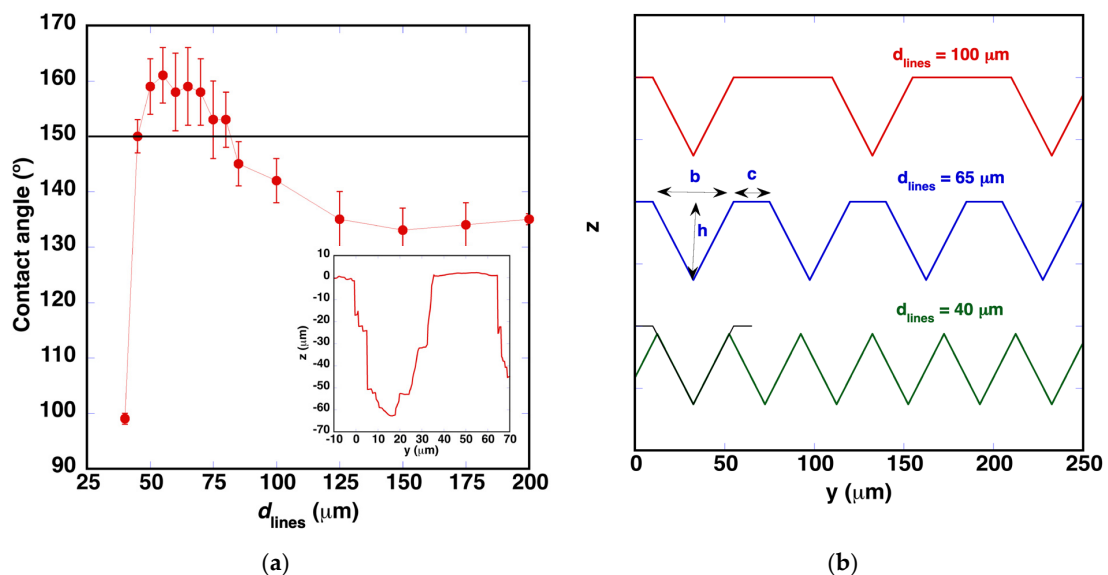 170
160
150
140
130
120
110
100
90
Contact angle (º)
25 50 75 100 125 150 175 200
d_lines (µm)
10
0
-10
-20
-30
-40
-50
-60
-70
z (µm)
-10 0 10 20 30 40 50 60 70
y (µm)
(a)
d_lines = 100 µm
b c
d_lines = 65 µm
h
z
d_lines = 40 µm
0 50 100 150 200 250
y (µm)
(b)